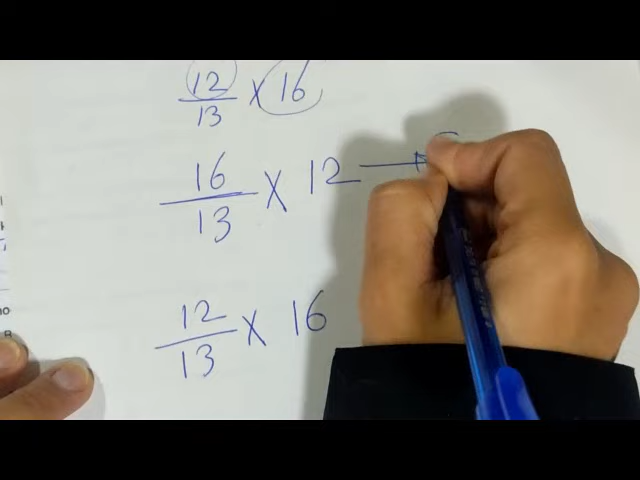 12/13 × 16
16/13 × 12 →
12/13 × 16